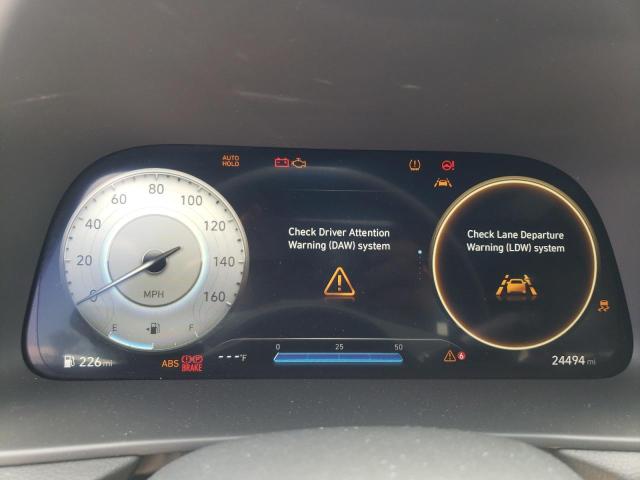 AUTO
HOLD
80
60
100
40
120
20
140
0
160
MPH
E
F
Check Driver Attention
Warning (DAW) system
Check Lane Departure
Warning (LDW) system
226 mi
ABS
(!) (P)
BRAKE
---°F
0 25 50
6
24494 mi